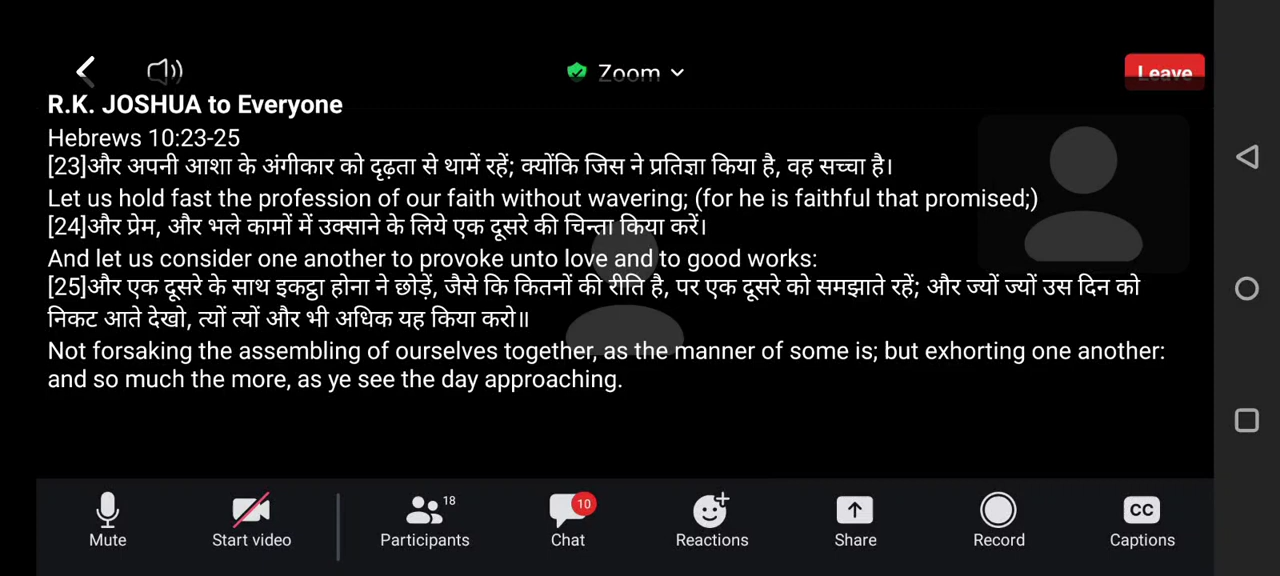 Zoom
Leave
R.K. JOSHUA to Everyone
Hebrews 10:23-25
[23]और अपनी आशा के अंगीकार को दृढ़ता से थामें रहें; क्योंकि जिस ने प्रतिज्ञा किया है, वह सच्चा है।
Let us hold fast the profession of our faith without wavering; (for he is faithful that promised;)
[24]और प्रेम, और भले कामों में उक्साने के लिये एक दूसरे की चिन्ता किया करें।
And let us consider one another to provoke unto love and to good works:
[25]और एक दूसरे के साथ इकट्ठा होना ने छोड़ें, जैसे कि कितनों की रीति है, पर एक दूसरे को समझाते रहें; और ज्यों ज्यों उस दिन को
निकट आते देखो, त्यों त्यों और भी अधिक यह किया करो॥
Not forsaking the assembling of ourselves together, as the manner of some is; but exhorting one another:
and so much the more, as ye see the day approaching.
18
10
CC
Mute Start video Participants Chat Reactions Share Record Captions